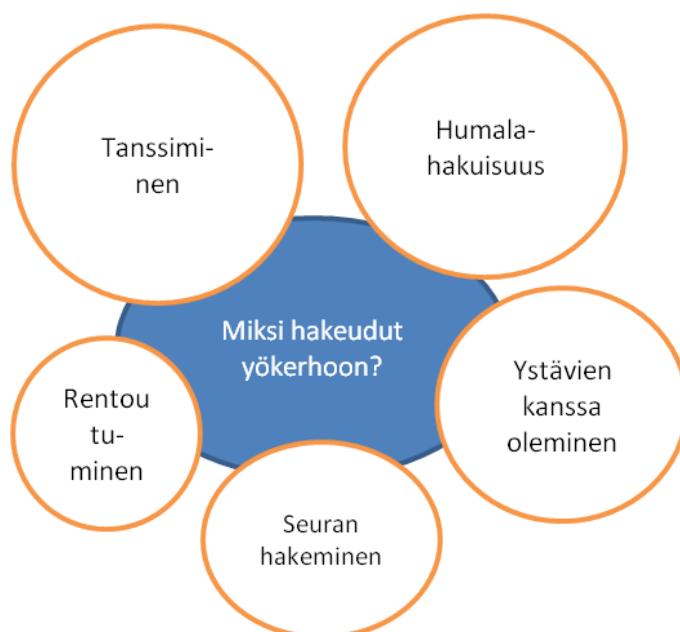 Tanssimi-
nen
Humala-
hakuisuus
Miksi hakeudut
yökerhoon?
Ystävien
kanssa
oleminen
Rentou
tu-
minen
Seuran
hakeminen